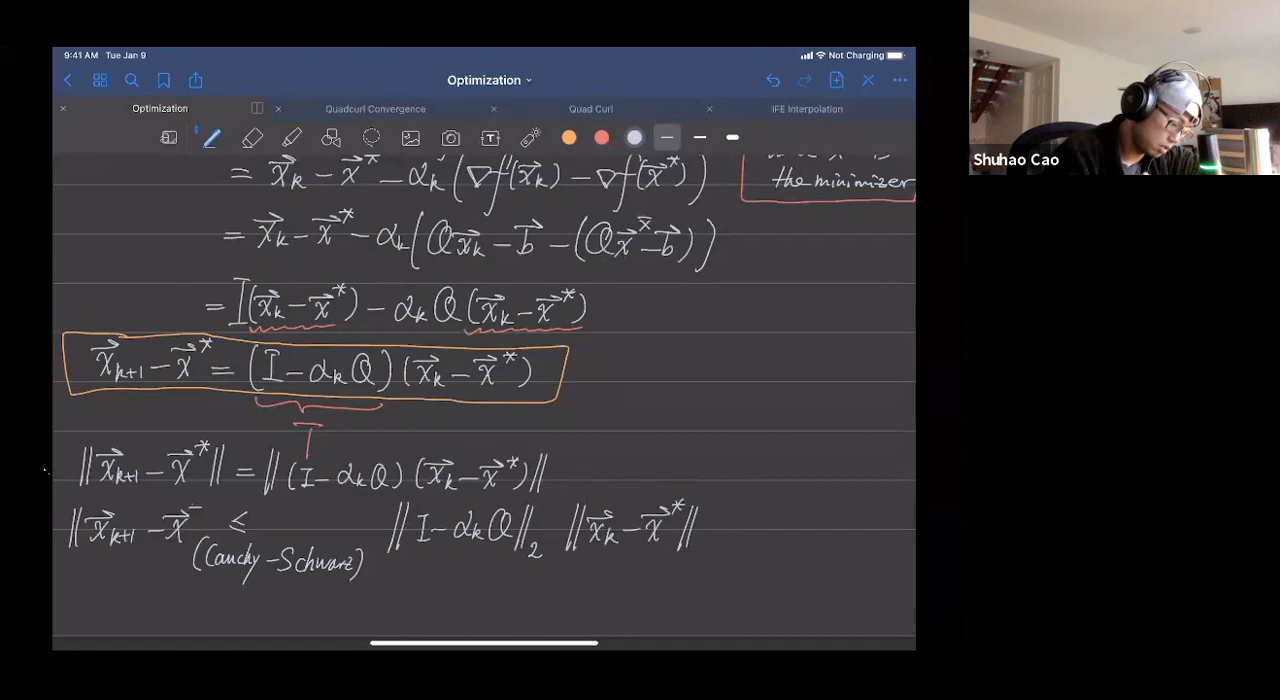 9:41 AM Tue Jan 9
Not Charging
Optimization
Optimization
Quadcurl Convergence
Quad Curl
IFE Interpolation
Shuhao Cao
= x⃗ₖ − x⃗* − αₖ(∇f(x⃗ₖ) − ∇f(x⃗*))
the minimizer
= x⃗ₖ − x⃗* − αₖ(Qx⃗ₖ − b⃗ − (Qx⃗* − b⃗))
= I(x⃗ₖ − x⃗*) − αₖQ(x⃗ₖ − x⃗*)
x⃗ₖ₊₁ − x⃗* = (I − αₖQ)(x⃗ₖ − x⃗*)
‖x⃗ₖ₊₁ − x⃗*‖ = ‖(I − αₖQ)(x⃗ₖ − x⃗*)‖
‖x⃗ₖ₊₁ − x⃗ ≤ ‖I − αₖQ‖₂ ‖x⃗ₖ − x⃗*‖
(Cauchy-Schwarz)